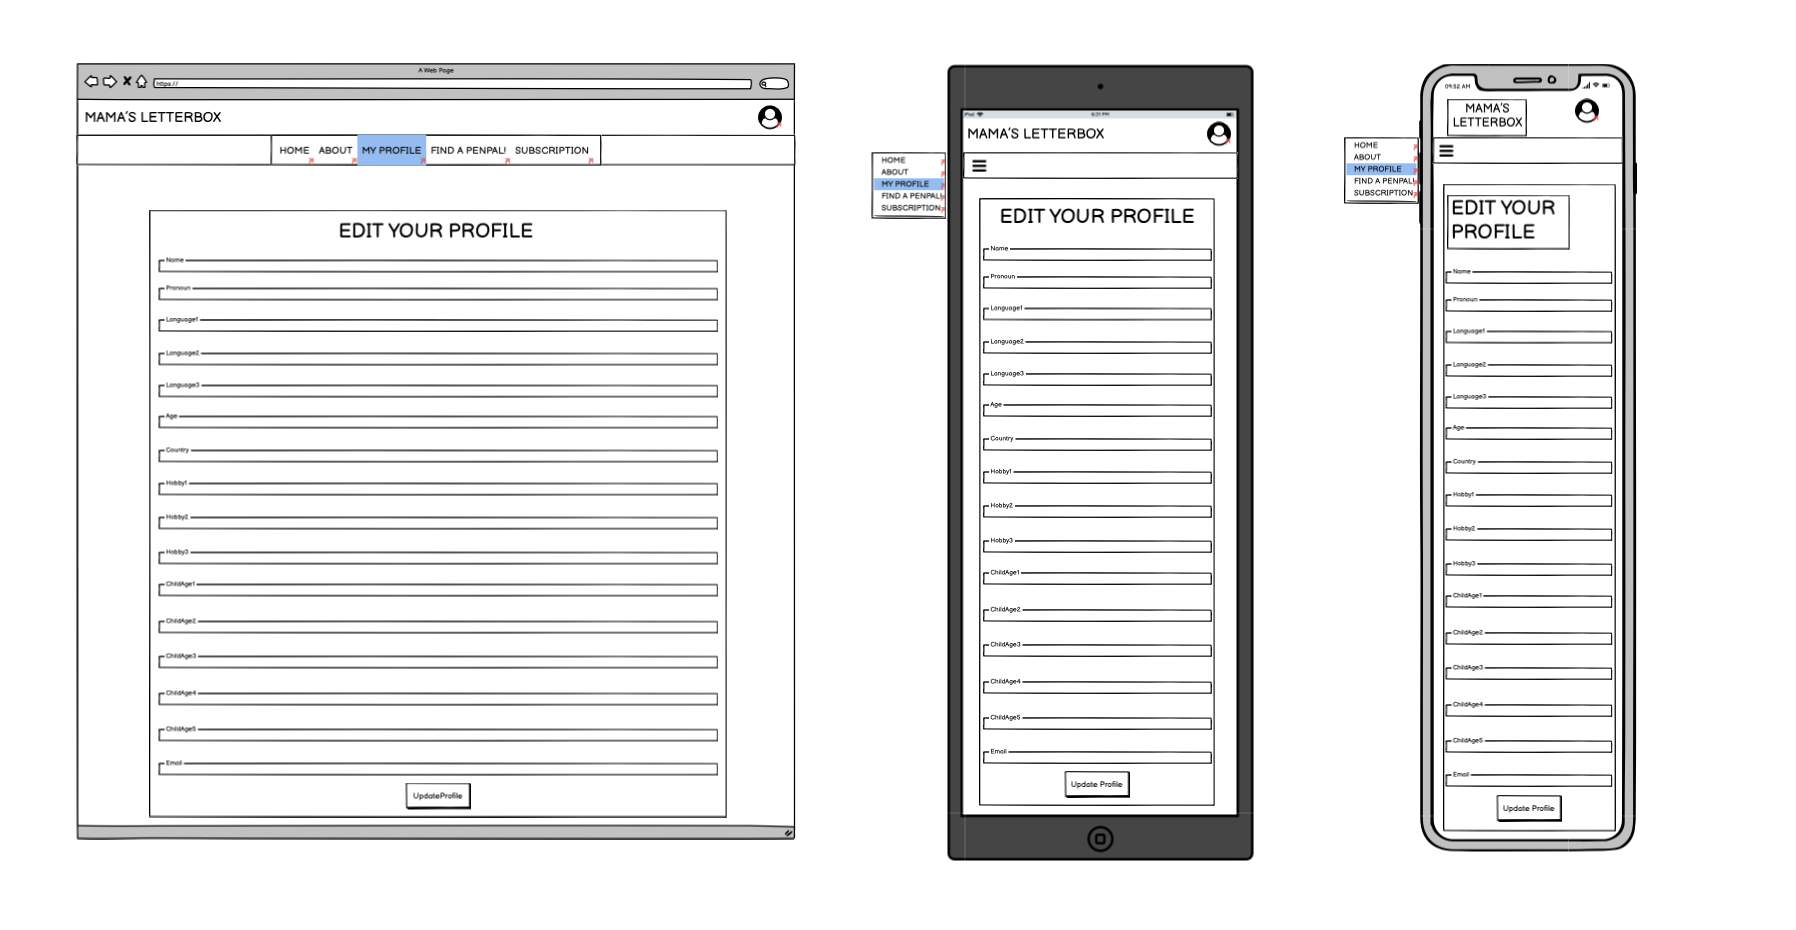 A Web Page
https://
MAMA'S LETTERBOX
HOME ABOUT MY PROFILE FIND A PENPAL! SUBSCRIPTION
EDIT YOUR PROFILE
Name
Pronoun
Language1
Language2
Language3
Age
Country
Hobby1
Hobby2
Hobby3
ChildAge1
ChildAge2
ChildAge3
ChildAge4
ChildAge5
Email
UpdateProfile
iPad
6:21 PM
MAMA'S LETTERBOX
HOME
ABOUT
MY PROFILE
FIND A PENPAL!
SUBSCRIPTION
EDIT YOUR PROFILE
Name
Pronoun
Language1
Language2
Language3
Age
Country
Hobby1
Hobby2
Hobby3
ChildAge1
ChildAge2
ChildAge3
ChildAge4
ChildAge5
Email
Update Profile
09:52 AM
MAMA'S
LETTERBOX
HOME
ABOUT
MY PROFILE
FIND A PENPAL!
SUBSCRIPTION
EDIT YOUR
PROFILE
Name
Pronoun
Language1
Language2
Language3
Age
Country
Hobby1
Hobby2
Hobby3
ChildAge1
ChildAge2
ChildAge3
ChildAge4
ChildAge5
Email
Update Profile